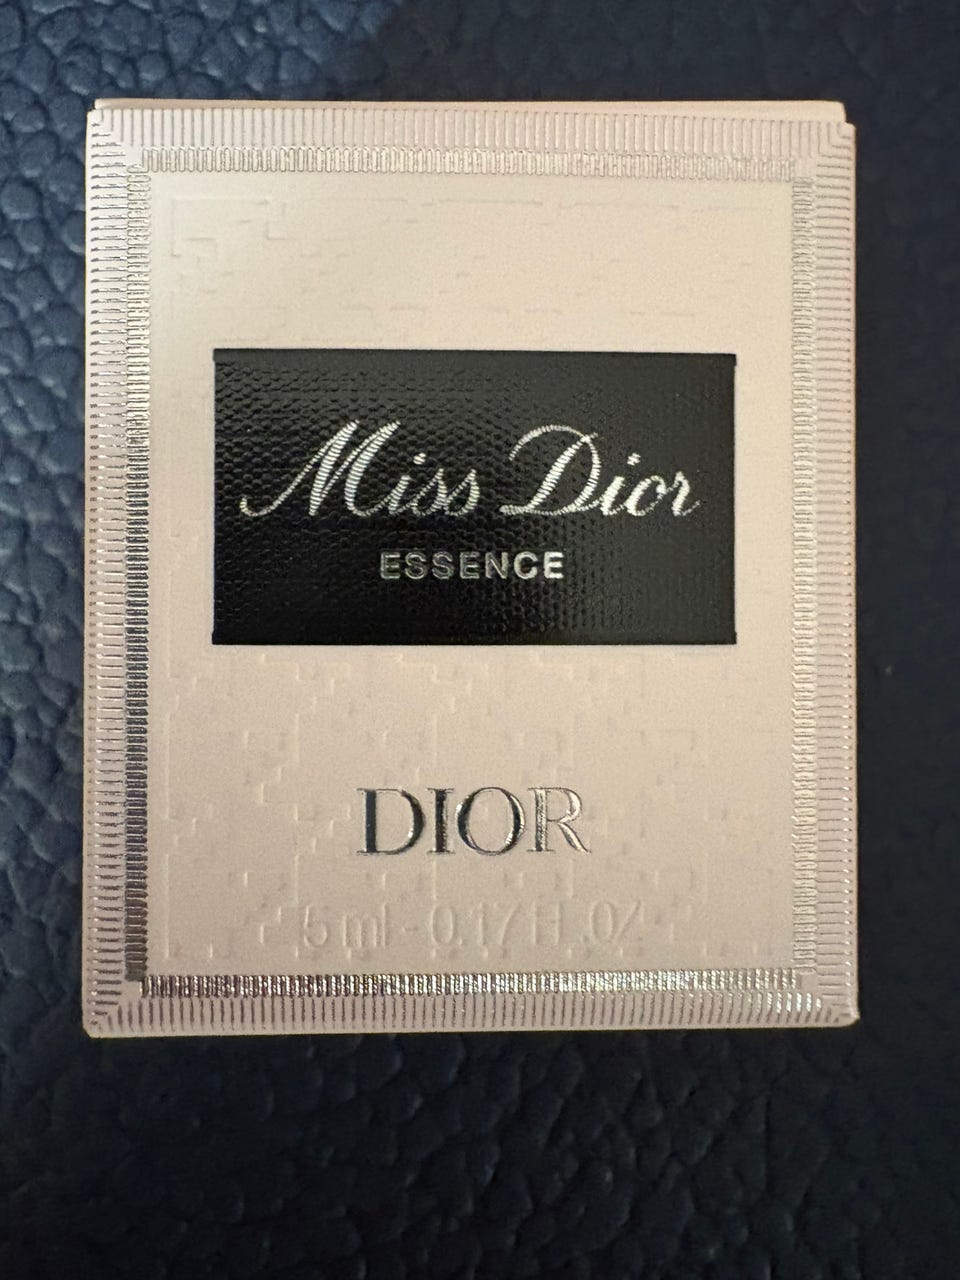 Miss Dior
ESSENCE
DIOR
5 ml - 0.17 fl.oz